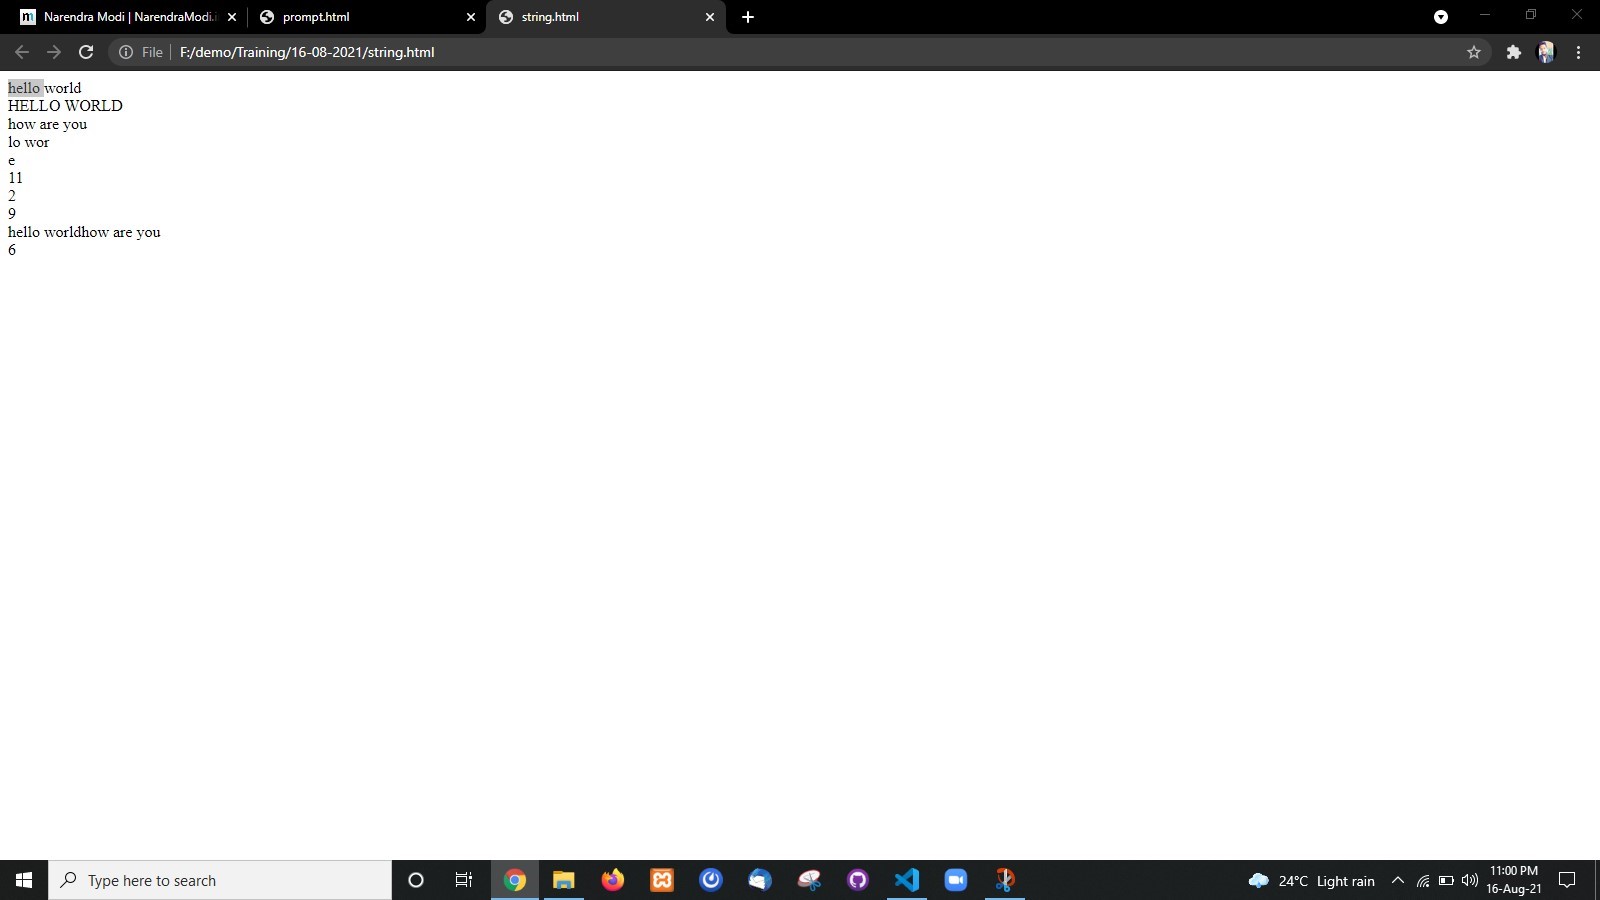 m Narendra Modi | NarendraModi.i
prompt.html
string.html
File F:/demo/Training/16-08-2021/string.html
hello world
HELLO WORLD
how are you
lo wor
e
11
2
9
hello worldhow are you
6
Type here to search
24°C Light rain
11:00 PM
16-Aug-21